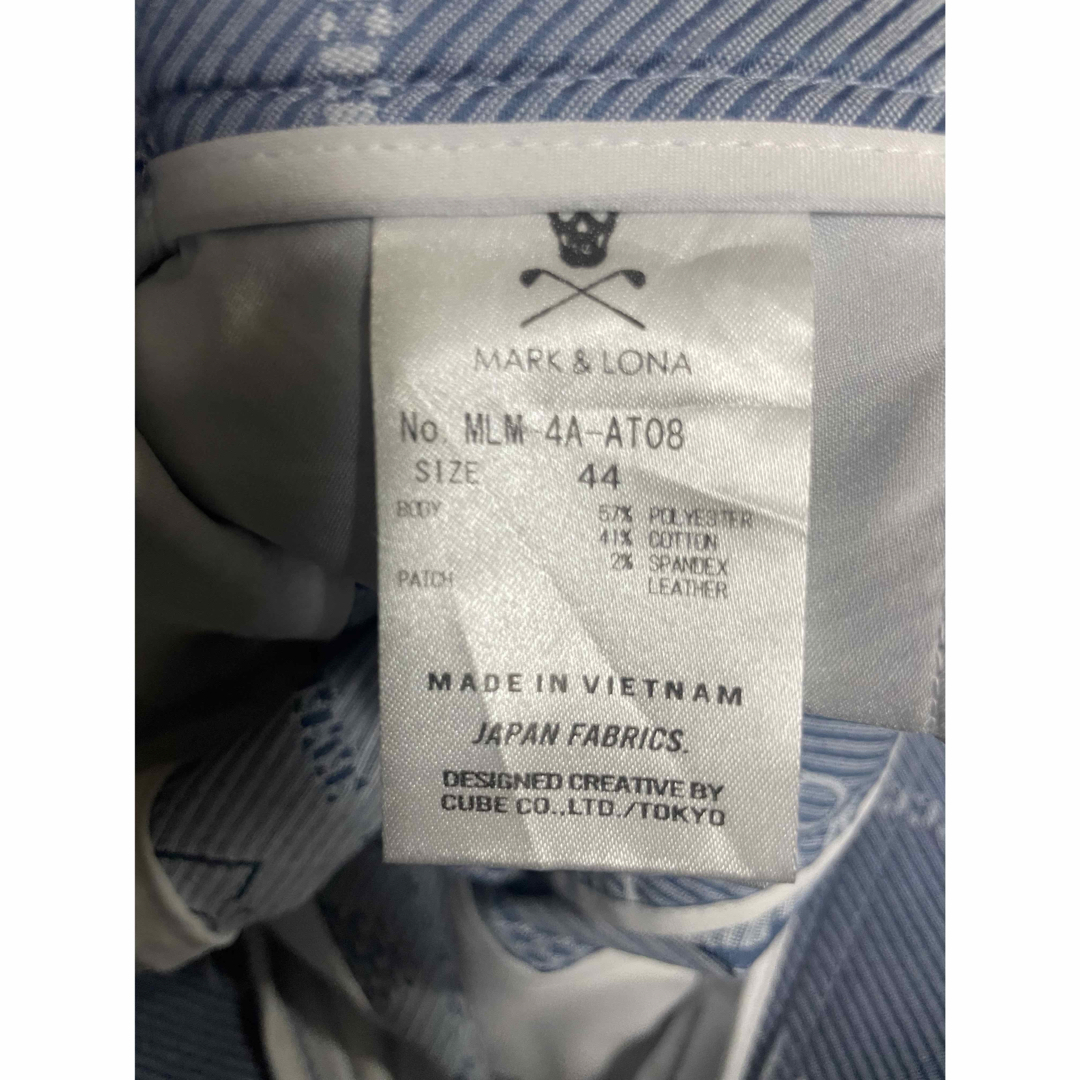 MARK & LONA
No. MLM-4A-AT08
SIZE 44
BODY 57% POLYESTER
41% COTTON
2% SPANDEX
PATCH LEATHER
MADE IN VIETNAM
JAPAN FABRICS.
DESIGNED CREATIVE BY
CUBE CO.,LTD./TOKYO